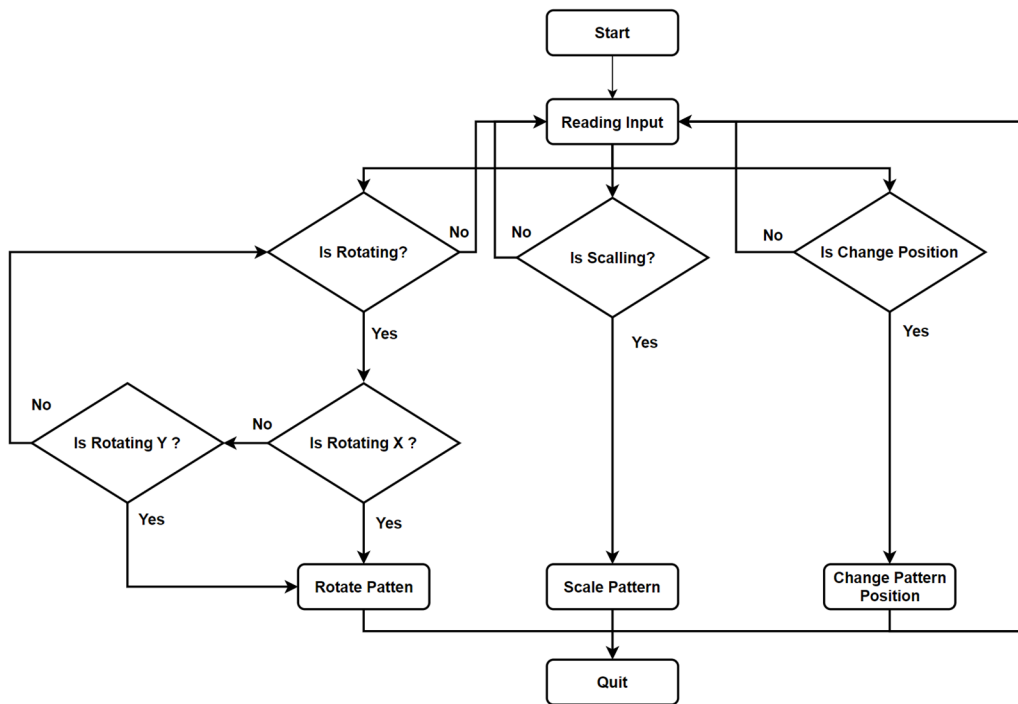 Start
Reading Input
Is Rotating?
No
No
Is Scalling?
No
Is Change Position
Yes
Yes
Yes
No
Is Rotating Y ?
No
Is Rotating X ?
Yes
Yes
Rotate Patten
Scale Pattern
Change Pattern
Position
Quit